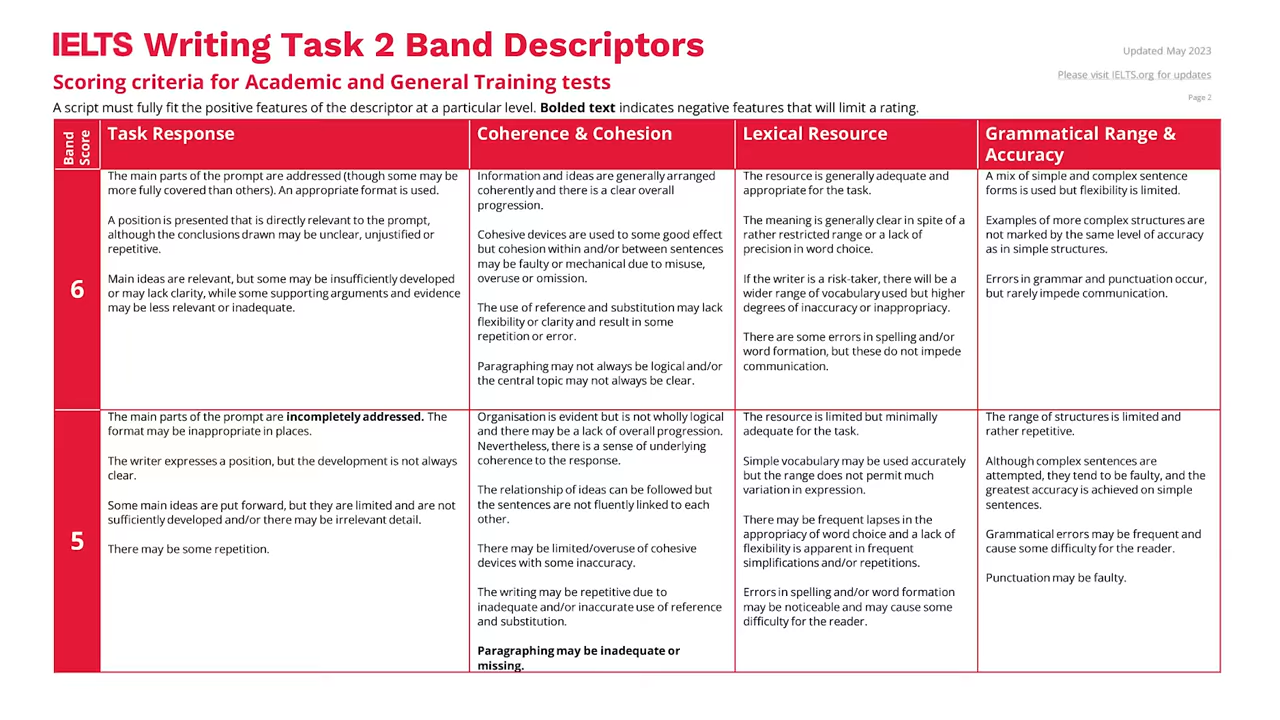 IELTS Writing Task 2 Band Descriptors
Updated May 2023
Scoring criteria for Academic and General Training tests
Please visit IELTS.org for updates
A script must fully fit the positive features of the descriptor at a particular level. Bolded text indicates negative features that will limit a rating.
Page 2
Band
Score
Task Response
Coherence & Cohesion
Lexical Resource
Grammatical Range &
Accuracy
6
The main parts of the prompt are addressed (though some may be
more fully covered than others). An appropriate format is used.
A position is presented that is directly relevant to the prompt,
although the conclusions drawn may be unclear, unjustified or
repetitive.
Main ideas are relevant, but some may be insufficiently developed
or may lack clarity, while some supporting arguments and evidence
may be less relevant or inadequate.
Information and ideas are generally arranged
coherently and there is a clear overall
progression.
Cohesive devices are used to some good effect
but cohesion within and/or between sentences
may be faulty or mechanical due to misuse,
overuse or omission.
The use of reference and substitution may lack
flexibility or clarity and result in some
repetition or error.
Paragraphing may not always be logical and/or
the central topic may not always be clear.
The resource is generally adequate and
appropriate for the task.
The meaning is generally clear in spite of a
rather restricted range or a lack of
precision in word choice.
If the writer is a risk-taker, there will be a
wider range of vocabulary used but higher
degrees of inaccuracy or inappropriacy.
There are some errors in spelling and/or
word formation, but these do not impede
communication.
A mix of simple and complex sentence
forms is used but flexibility is limited.
Examples of more complex structures are
not marked by the same level of accuracy
as in simple structures.
Errors in grammar and punctuation occur,
but rarely impede communication.
5
The main parts of the prompt are incompletely addressed. The
format may be inappropriate in places.
The writer expresses a position, but the development is not always
clear.
Some main ideas are put forward, but they are limited and are not
sufficiently developed and/or there may be irrelevant detail.
There may be some repetition.
Organisation is evident but is not wholly logical
and there may be a lack of overall progression.
Nevertheless, there is a sense of underlying
coherence to the response.
The relationship of ideas can be followed but
the sentences are not fluently linked to each
other.
There may be limited/overuse of cohesive
devices with some inaccuracy.
The writing may be repetitive due to
inadequate and/or inaccurate use of reference
and substitution.
Paragraphing may be inadequate or
missing.
The resource is limited but minimally
adequate for the task.
Simple vocabulary may be used accurately
but the range does not permit much
variation in expression.
There may be frequent lapses in the
appropriacy of word choice and a lack of
flexibility is apparent in frequent
simplifications and/or repetitions.
Errors in spelling and/or word formation
may be noticeable and may cause some
difficulty for the reader.
The range of structures is limited and
rather repetitive.
Although complex sentences are
attempted, they tend to be faulty, and the
greatest accuracy is achieved on simple
sentences.
Grammatical errors may be frequent and
cause some difficulty for the reader.
Punctuation may be faulty.